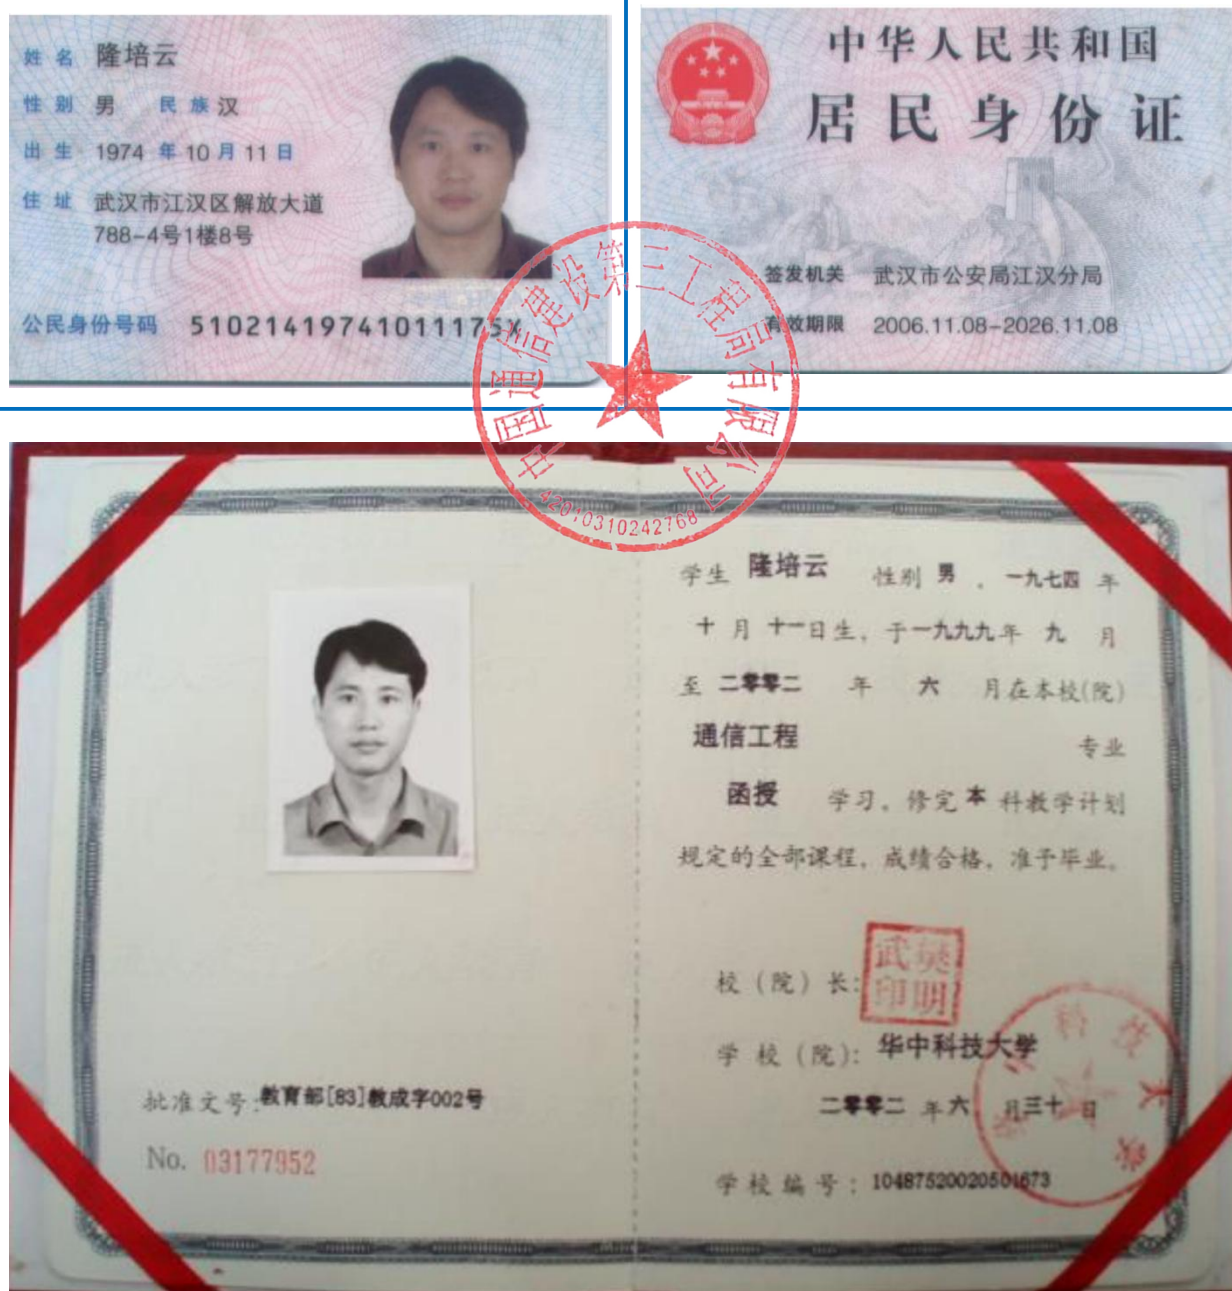 姓名 隆培云
性别 男 民族 汉
出生 1974 年 10 月 11 日
住址 武汉市江汉区解放大道
788-4号1楼8号
公民身份号码 51021419741011175X
中华人民共和国
居民身份证
签发机关 武汉市公安局江汉分局
有效期限 2006.11.08-2026.11.08
中国通信建设第三工程局有限公司
42010310242768
学生 隆培云 性别 男 , 一九七四 年
十 月 十一日生, 于一九九九年 九 月
至 二零零二 年 六 月在本校(院)
通信工程 专业
函授 学习, 修完 本 科教学计划
规定的全部课程, 成绩合格, 准予毕业。
校 (院) 长:
樊明武印
学 校 (院): 华中科技大学
二零零二 年 六 月三十日
学 校 编 号: 104875200205016​73
批准文号:教育部[83]教成字002号
No. 03177952